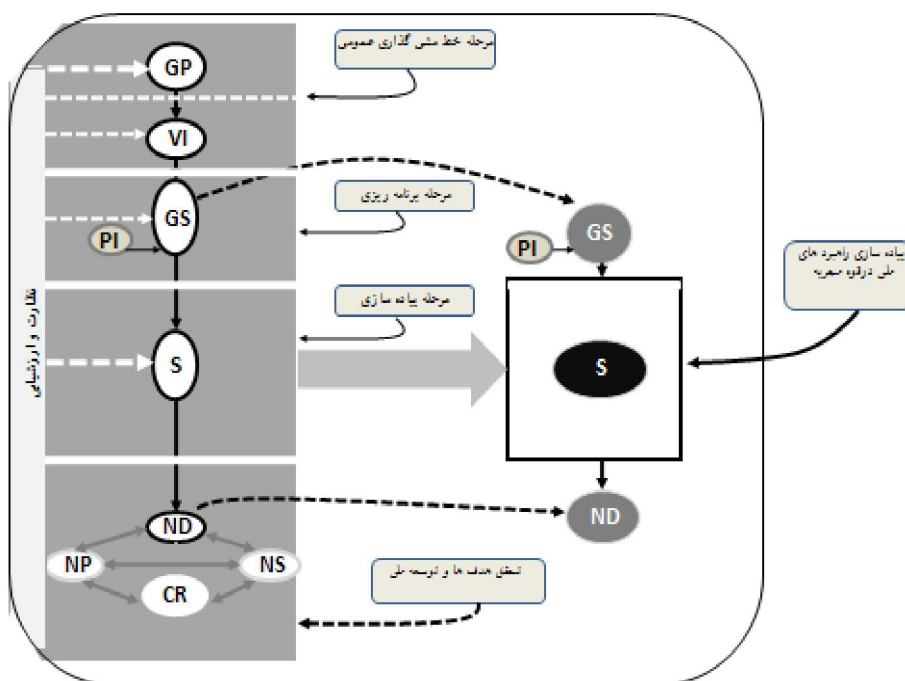 مرحله خط مشی گذاری عمومی
GP
VI
مرحله برنامه ریزی
GS
PI
GS
PI
پیاده سازی راهبرد های
ملی درقوه مجریه
مرحله پیاده سازی
نظارت و ارزشیابی
S
S
ND
ND
NP
NS
CR
تحقق هدف ها و توسعه ملی